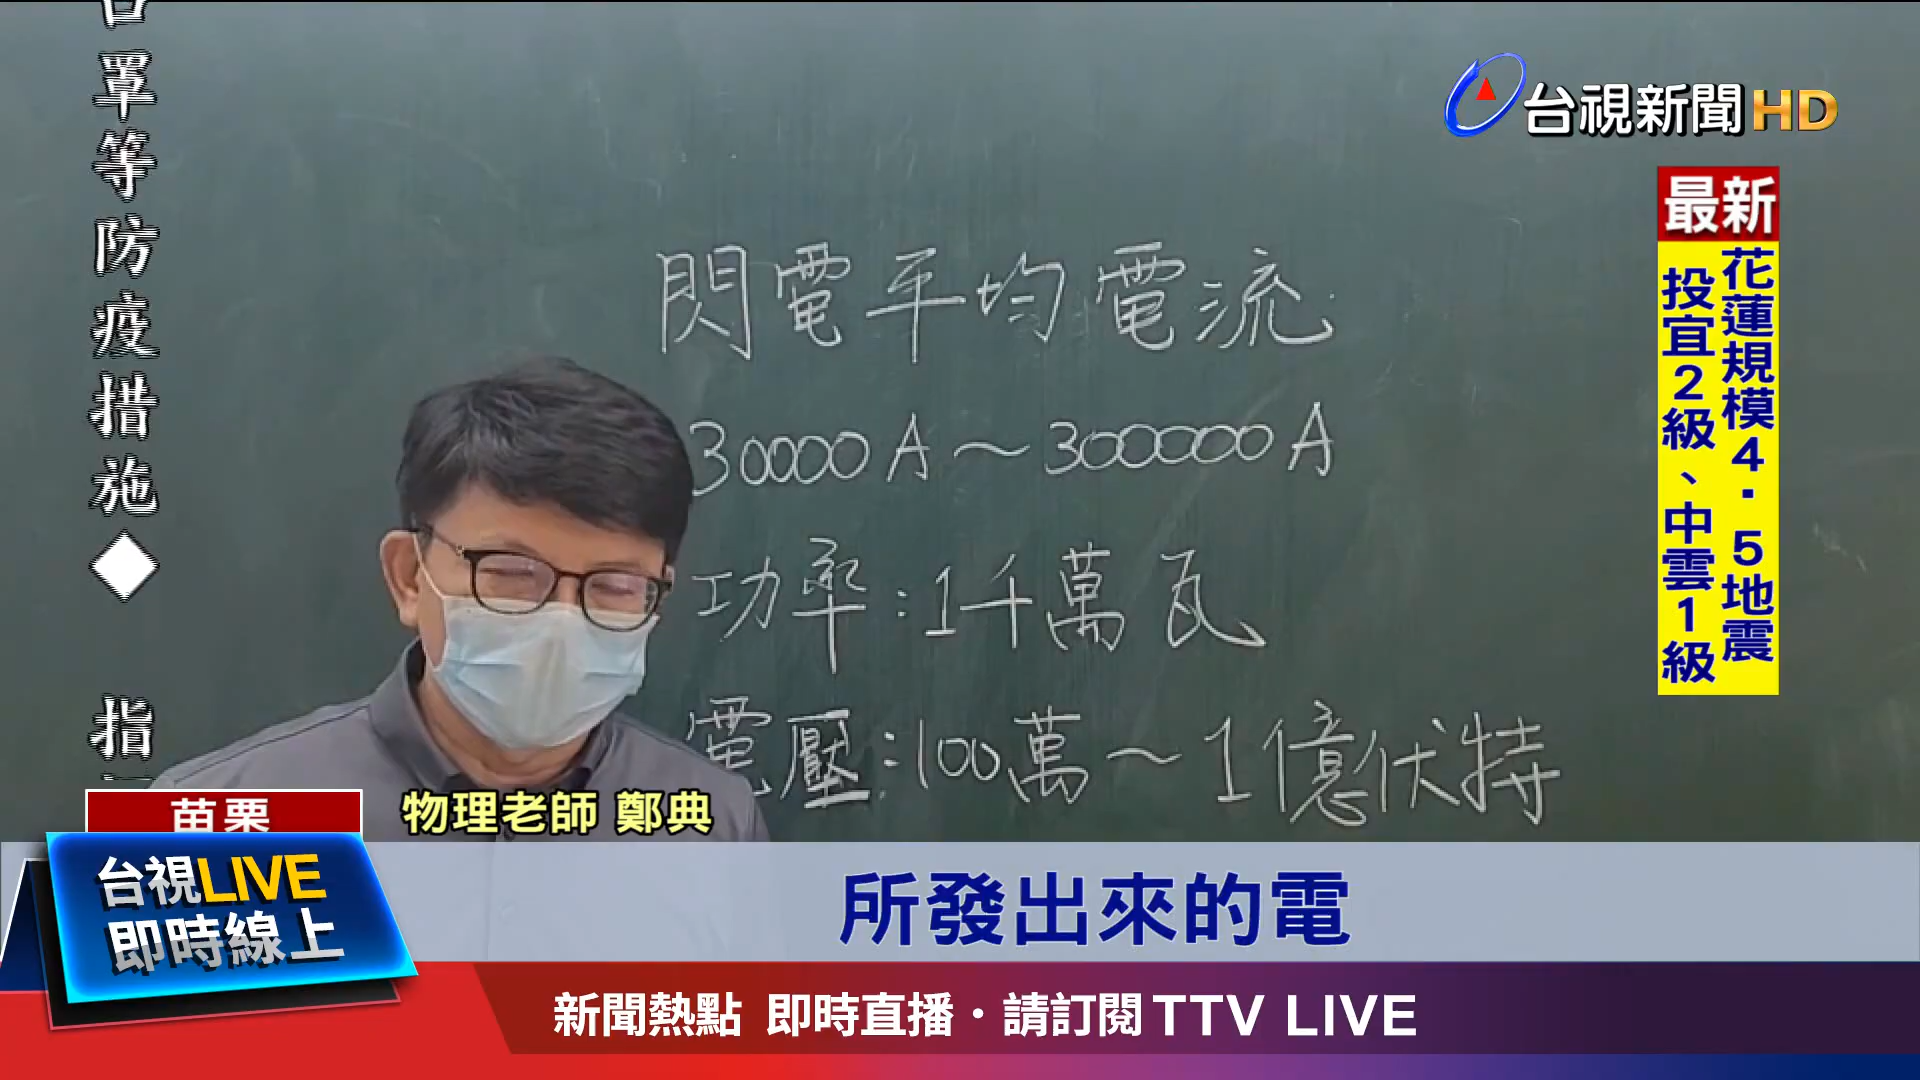 口罩等防疫措施◆ 指
台視新聞HD
最新
花蓮規模4．5地震
投宜2級、中雲1級
閃電平均電流
30000A～300000A
功率：1千萬瓦
電壓：100萬～1億伏特
苗栗
物理老師 鄭典
台視LIVE
即時線上
所發出來的電
新聞熱點 即時直播・請訂閱TTV LIVE